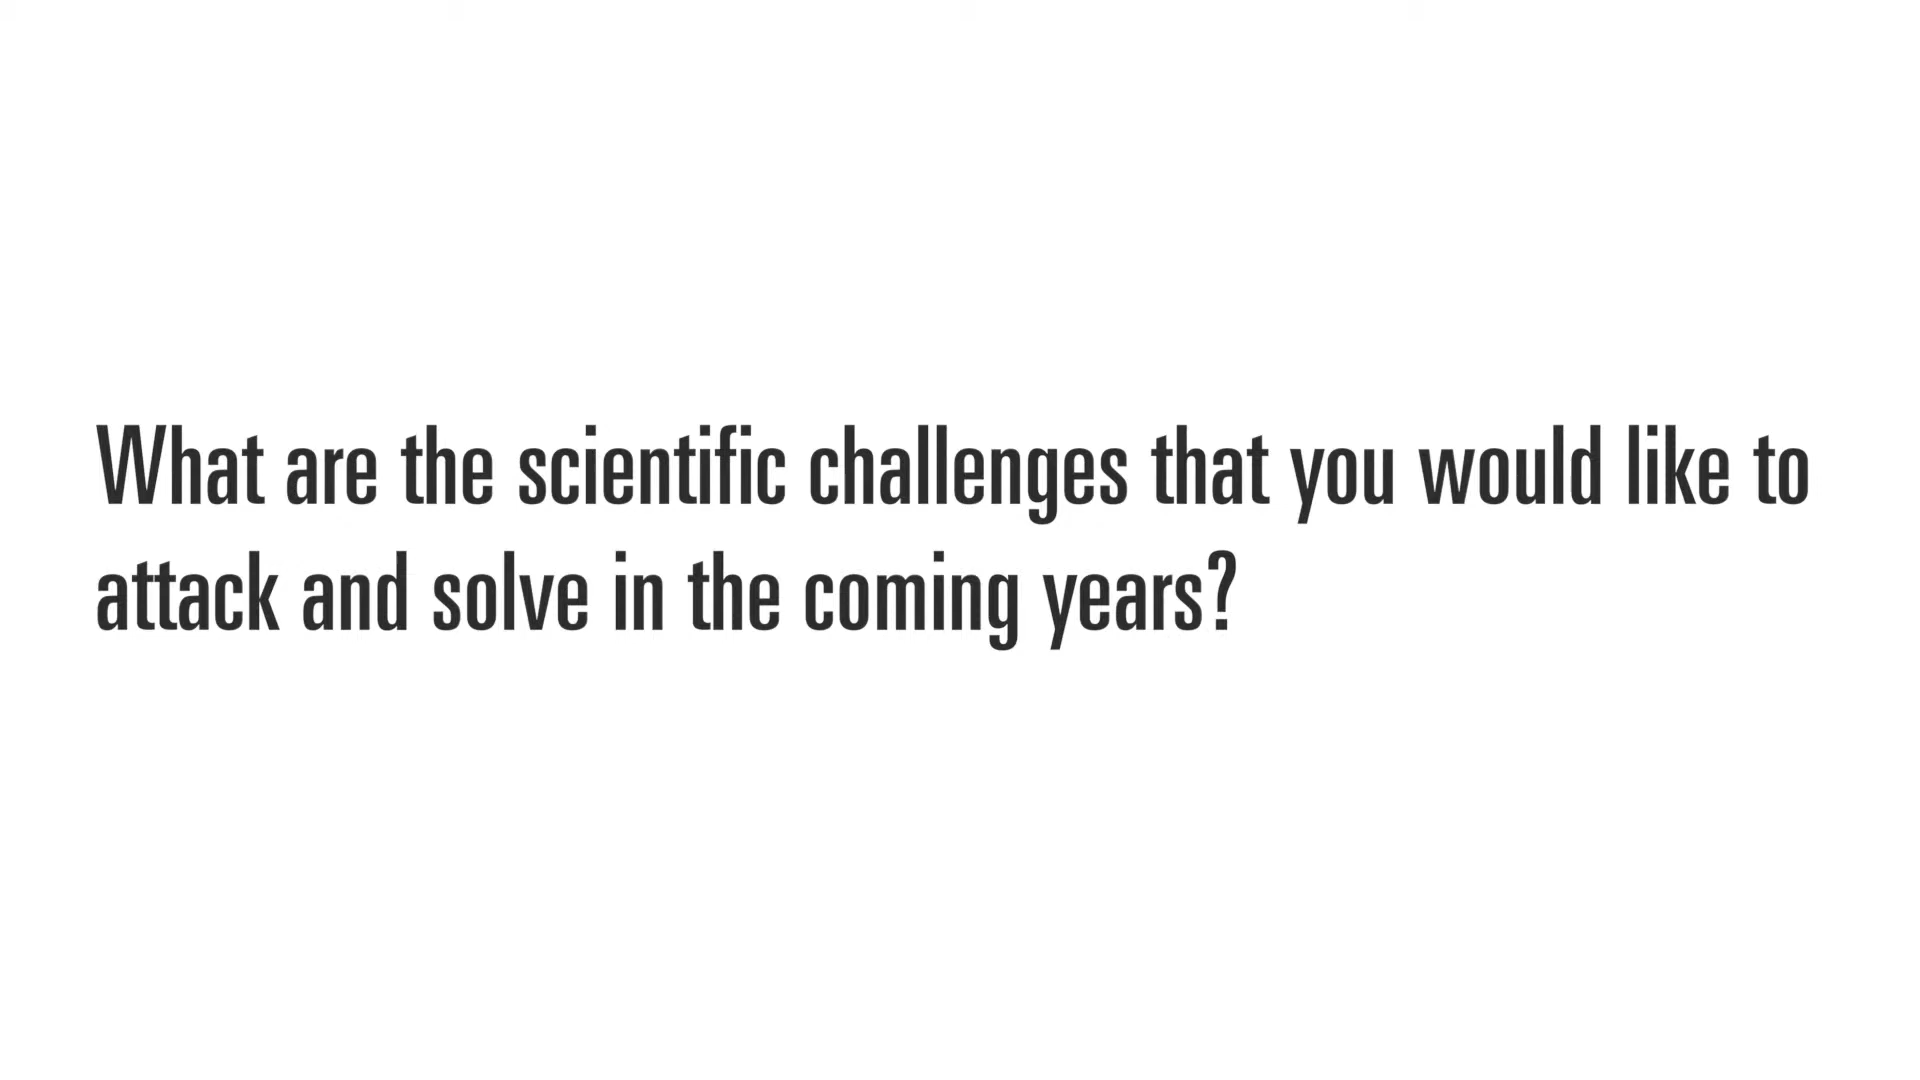 What are the scientific challenges that you would like to
attack and solve in the coming years?